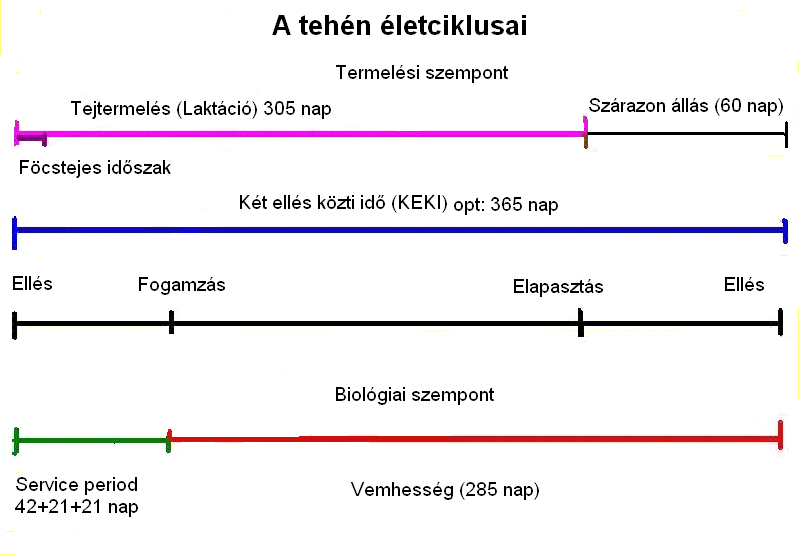 A tehén életciklusai
Termelési szempont
Tejtermelés (Laktáció) 305 nap
Szárazon állás (60 nap)
Föcstejes időszak
Két ellés közti idő (KEKI) opt: 365 nap
Ellés
Fogamzás
Elapasztás
Ellés
Biológiai szempont
Service period
42+21+21 nap
Vemhesség (285 nap)